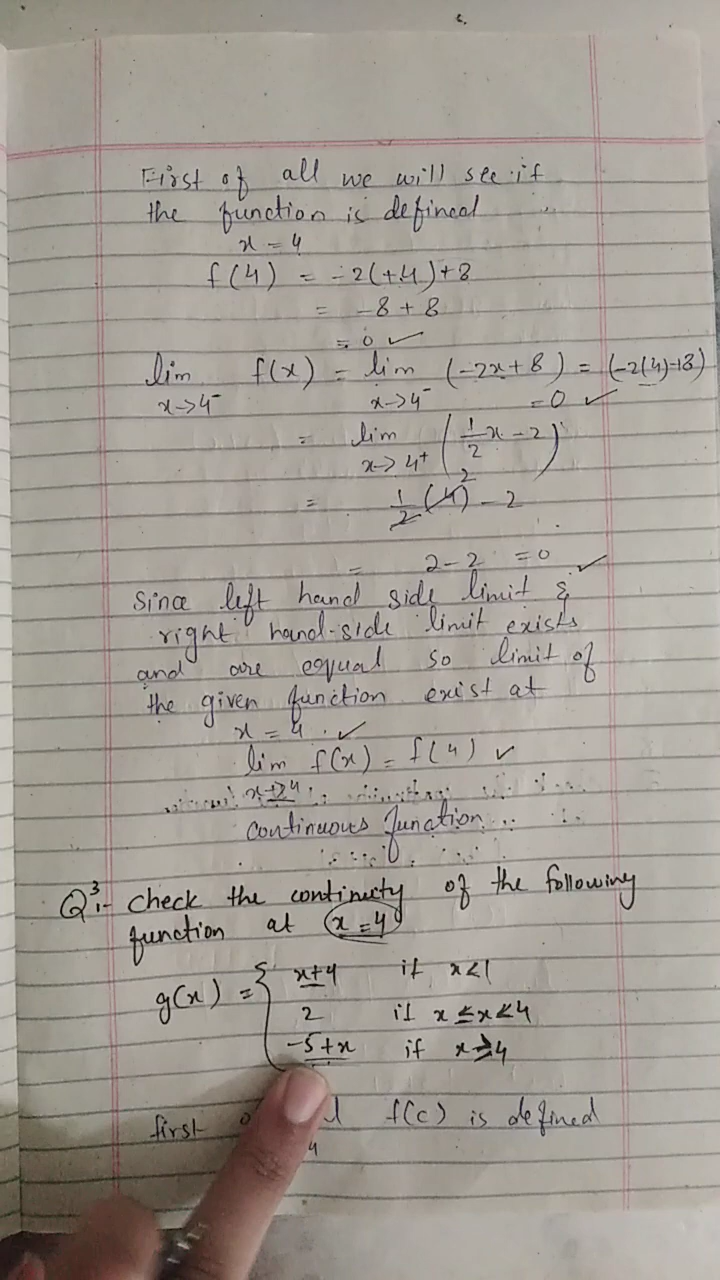 First of all we will see if
the function is defined
x = 4
f(4) = -2(+4)+8
= -8 + 8
= 0 ✓
lim f(x) = lim (-2x+8) = (-2(4)+8)
x->4⁻ x->4⁻ =0 ✓
= lim (1/2 x - 2)
x->4⁺
= 1/2 (4) - 2
2
= 2-2 =0 ✓
Since left hand side limit &
right hand-side limit exists
and are equal so limit of
the given function exist at
x = 4 . ✓
lim f(x) = f(4) ✓
x->4
continuous function
Q³:- Check the continuty of the following
function at x = 4
g(x) = { x+4 if x<1
2 if x ≤x<4
-5+x if x≥4
first f(c) is defined
4